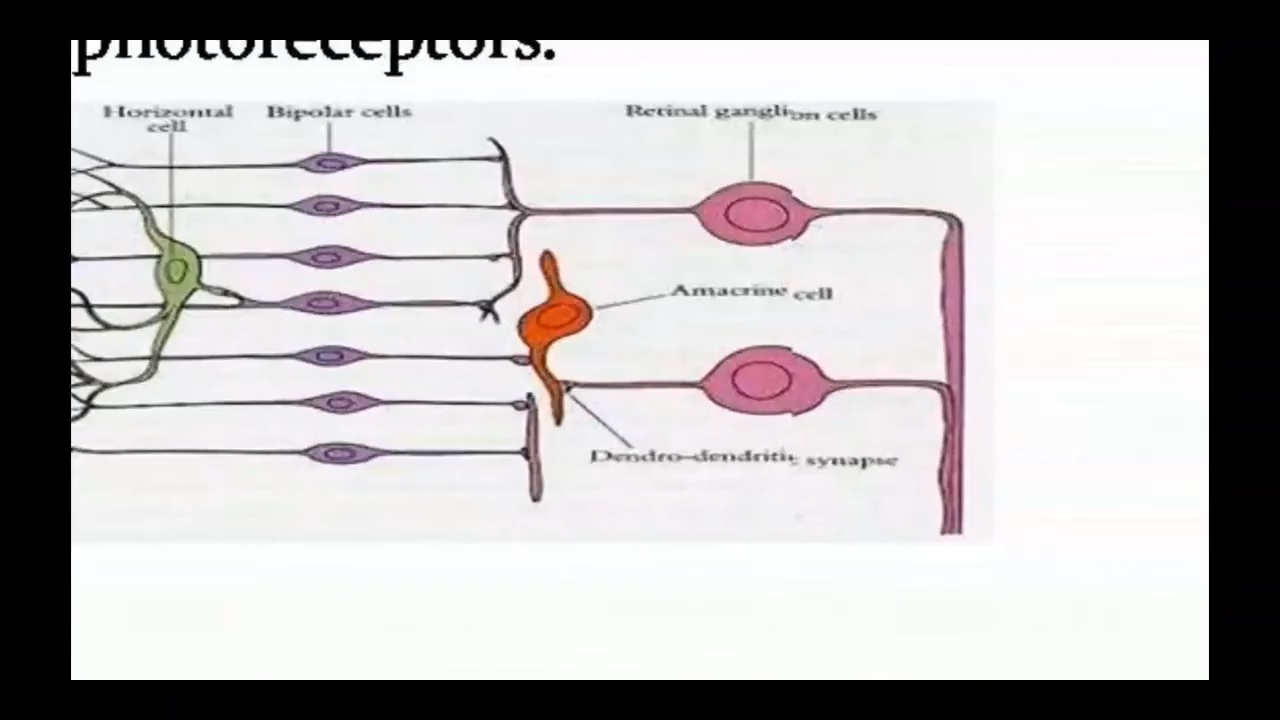 photoreceptors.
Horizontal
cell
Bipolar cells
Retinal ganglion cells
Amacrine cell
Dendro-dendritic synapse